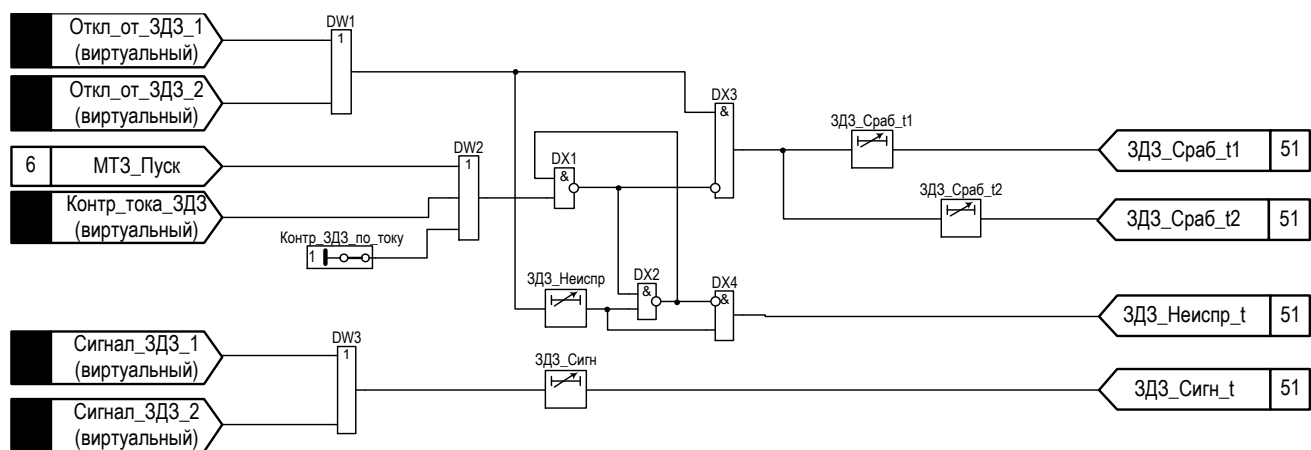 Откл_от_ЗДЗ_1
(виртуальный)
DW1
1
Откл_от_ЗДЗ_2
(виртуальный)
6 МТЗ_Пуск
Контр_тока_ЗДЗ
(виртуальный)
Контр_ЗДЗ_по_току
1
DW2
1
DX1
&
DX3
&
ЗДЗ_Сраб_t1
ЗДЗ_Сраб_t1 51
ЗДЗ_Сраб_t2
ЗДЗ_Сраб_t2 51
ЗДЗ_Неиспр
DX2
&
DX4
&
ЗДЗ_Неиспр_t 51
Сигнал_ЗДЗ_1
(виртуальный)
DW3
1
ЗДЗ_Сигн
ЗДЗ_Сигн_t 51
Сигнал_ЗДЗ_2
(виртуальный)